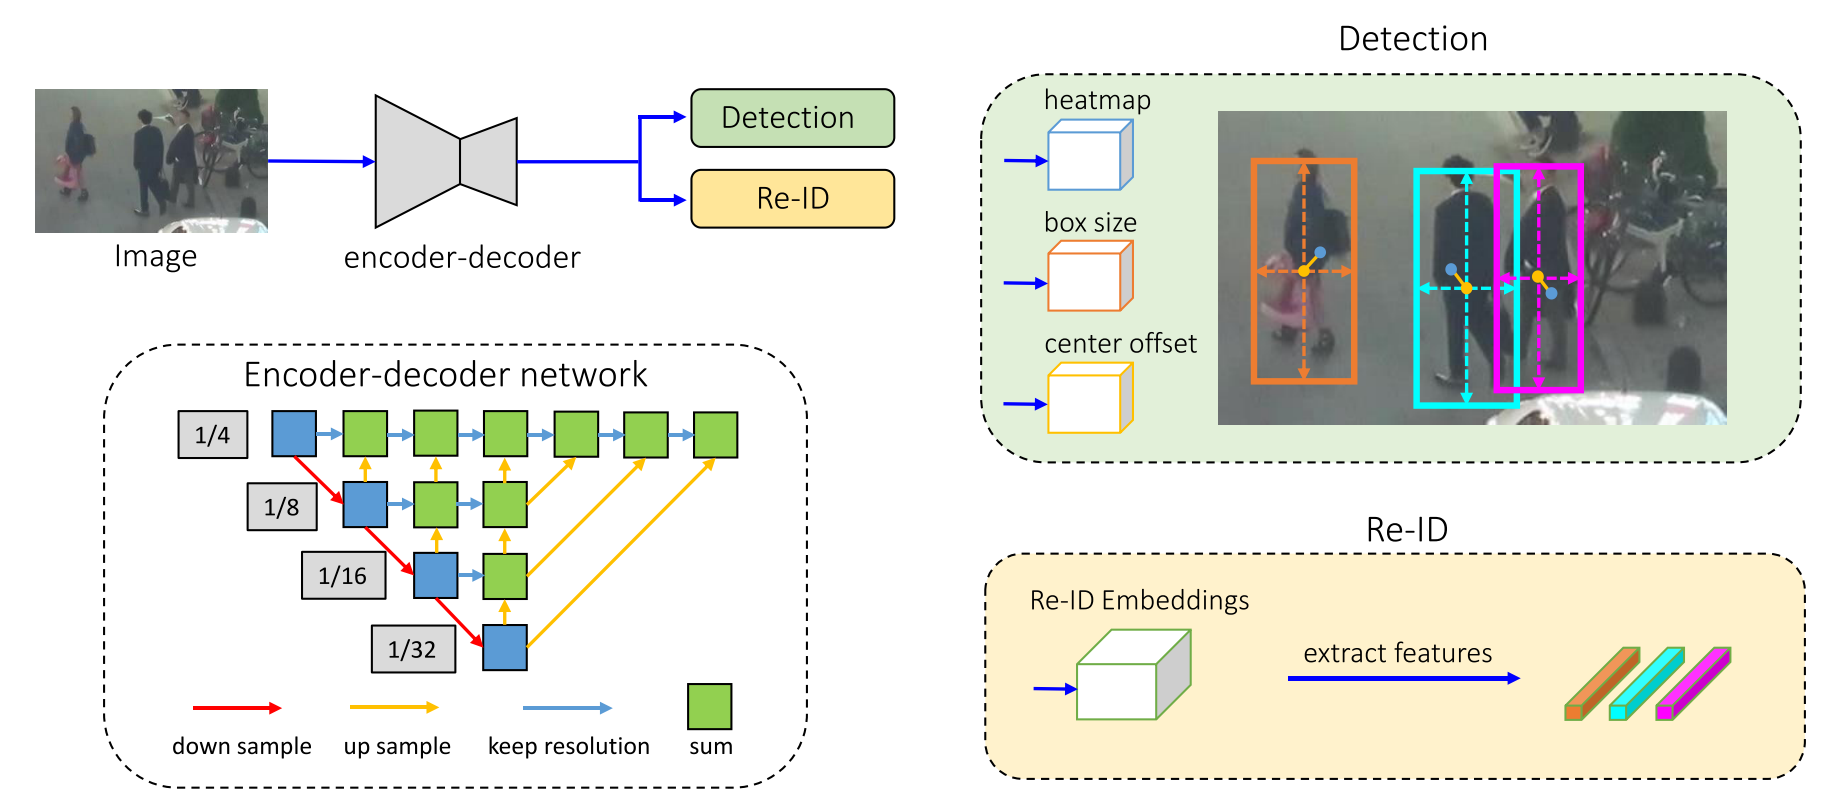 Image
encoder-decoder
Detection
Re-ID
Encoder-decoder network
1/4
1/8
1/16
1/32
down sample
up sample
keep resolution
sum
Detection
heatmap
box size
center offset
Re-ID
Re-ID Embeddings
extract features